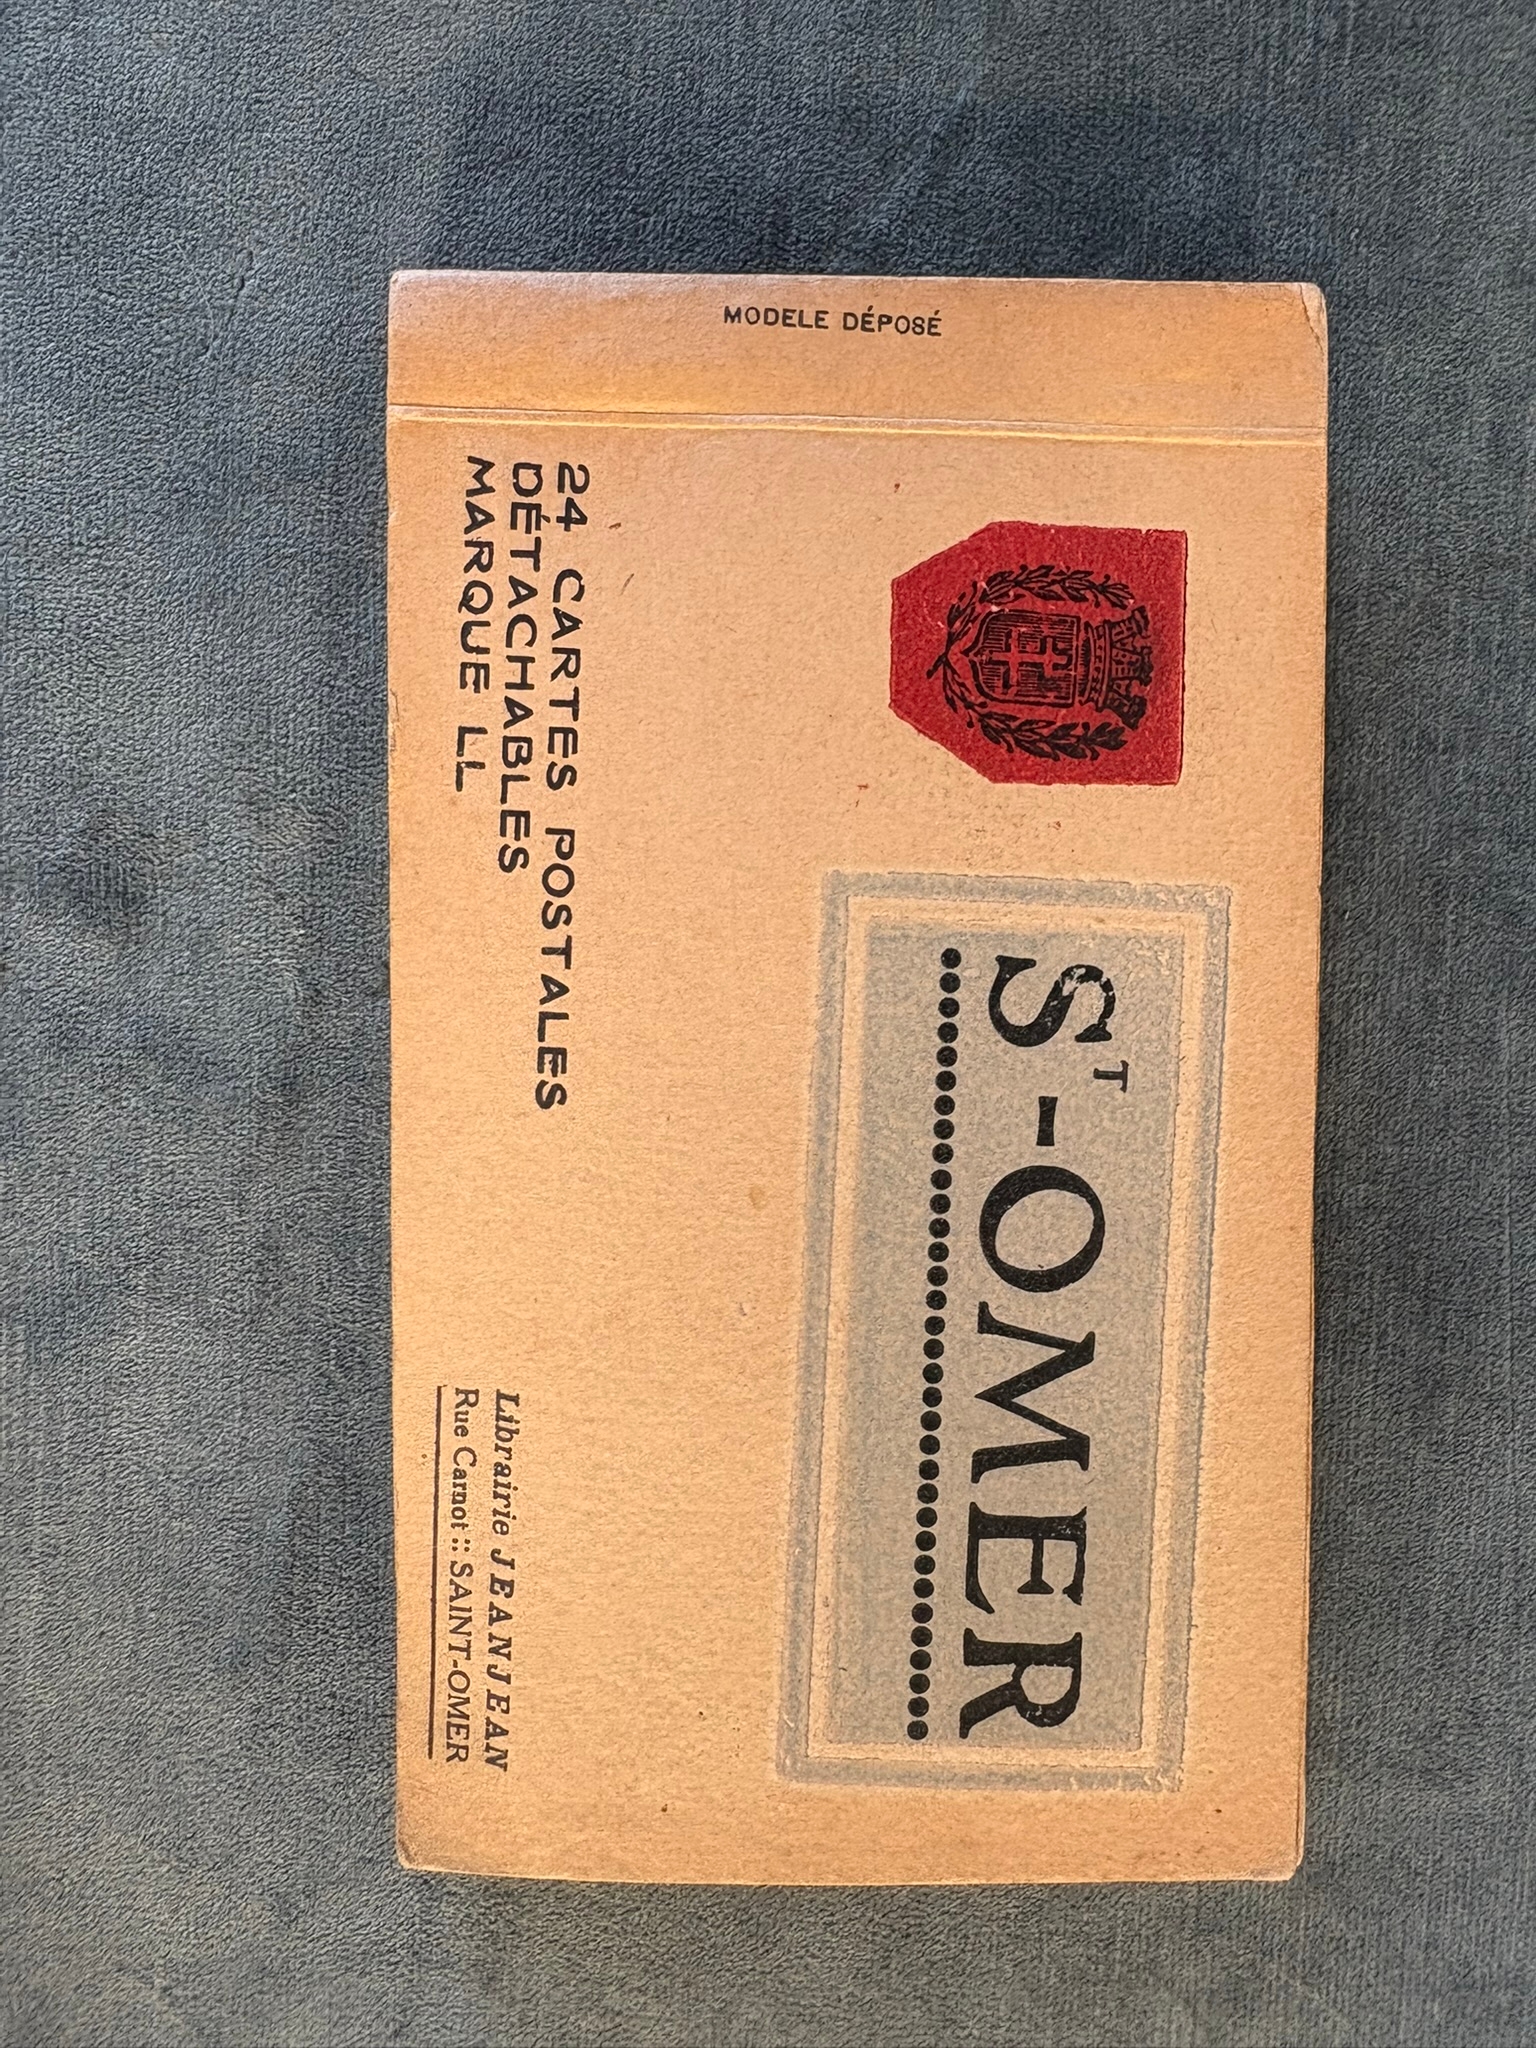 MODELE DÉPOSÉ
Sᵀ-OMER
24 CARTES POSTALES
DÉTACHABLES
MARQUE LL
Librairie JEANJEAN
Rue Carnot :: SAINT-OMER